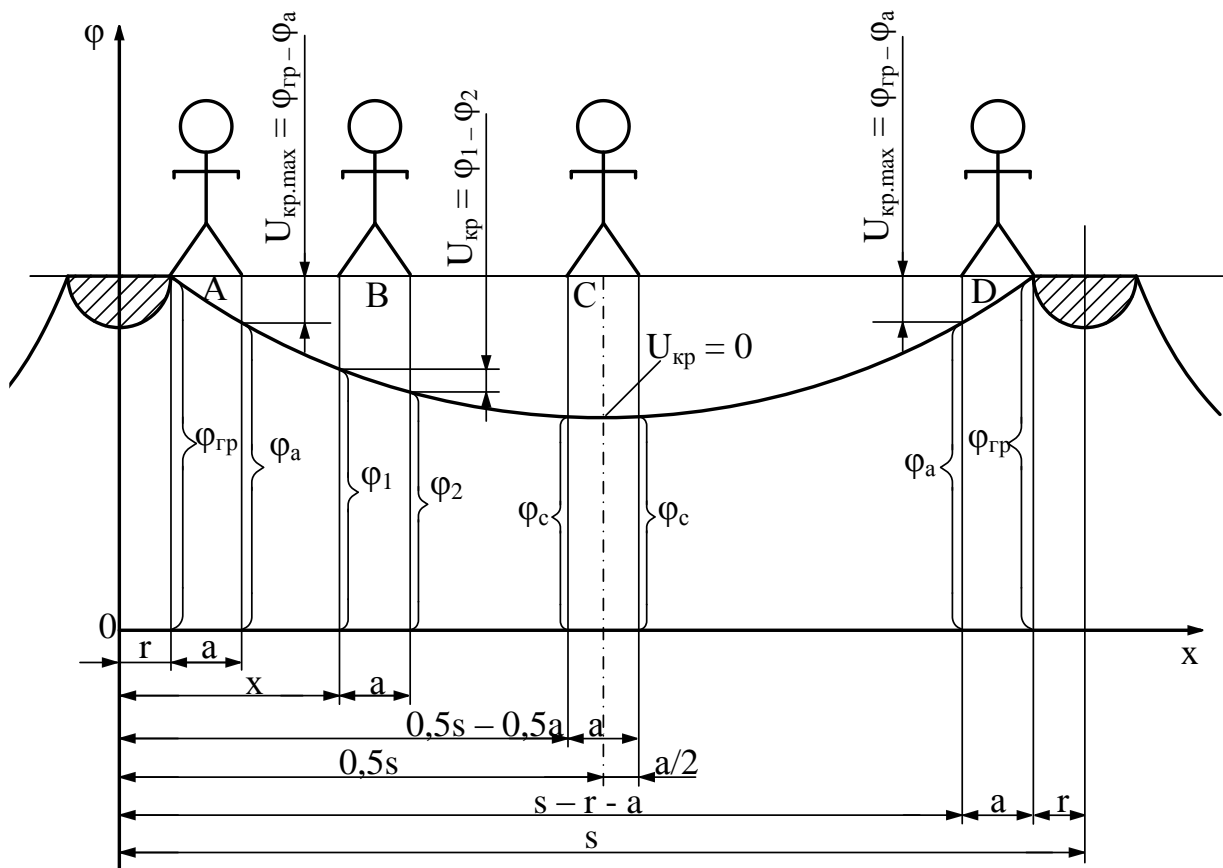 φ
U_кр.max = φ_гр – φ_a
U_кр = φ_1 – φ_2
U_кр.max = φ_гр – φ_a
A
B
C
D
U_кр = 0
φ_гр
φ_a
φ_1
φ_2
φ_c
φ_c
φ_a
φ_гр
0
x
r
a
x
a
0,5s – 0,5a
a
0,5s
a/2
s – r - a
a
r
s